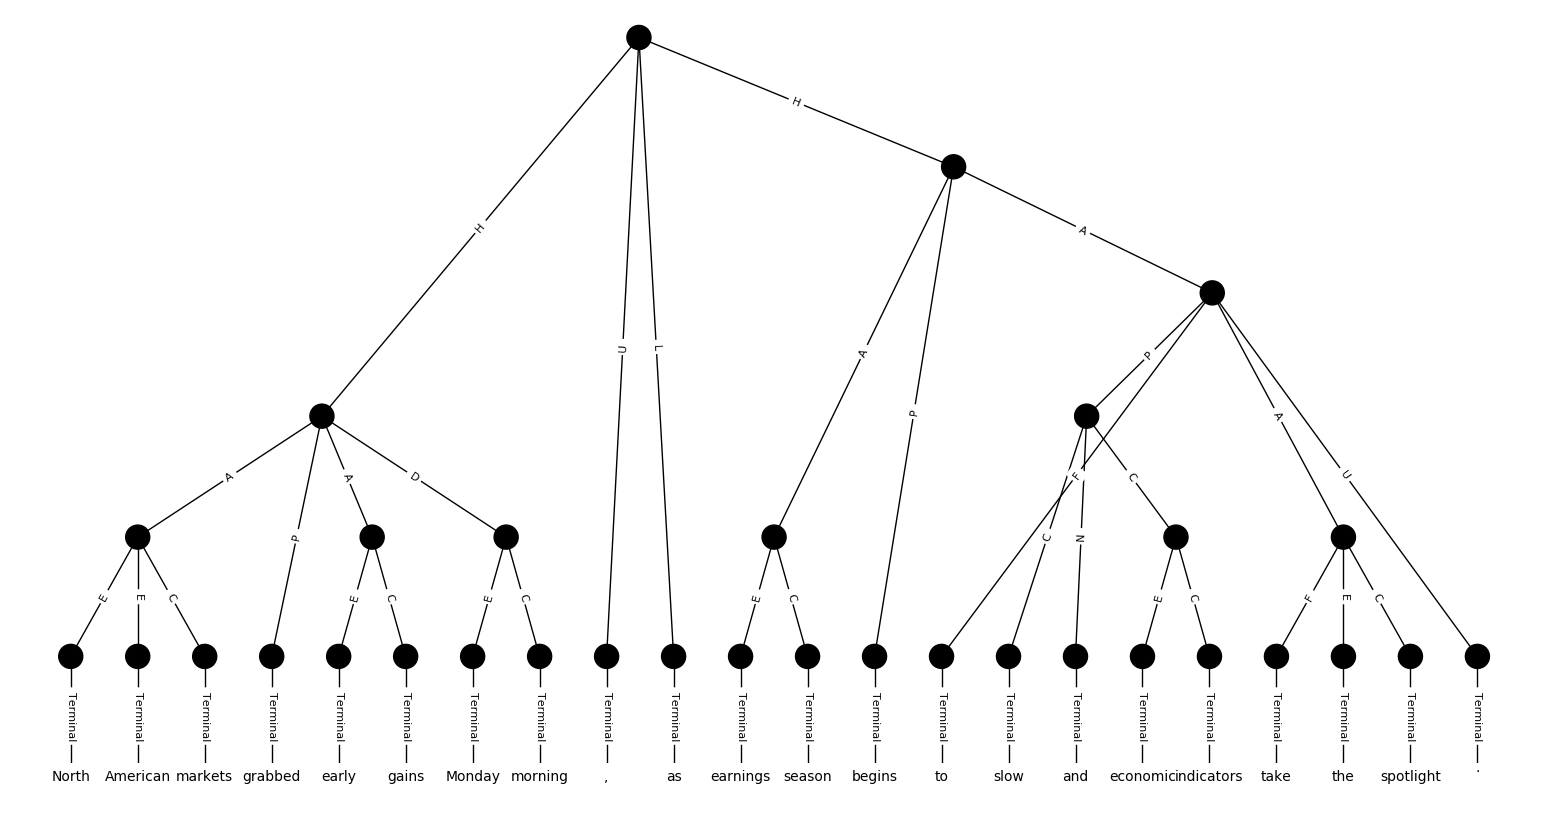 H
H
A
H
A
U
L
A
P
P
A
A
A
D
F
C
U
P
C
N
E
E
C
E
C
E
C
E
C
E
C
F
E
C
Terminal Terminal Terminal Terminal Terminal Terminal Terminal Terminal Terminal Terminal Terminal Terminal Terminal Terminal Terminal Terminal Terminal Terminal Terminal Terminal Terminal Terminal
North American markets grabbed early gains Monday morning , as earnings season begins to slow and economic indicators take the spotlight .